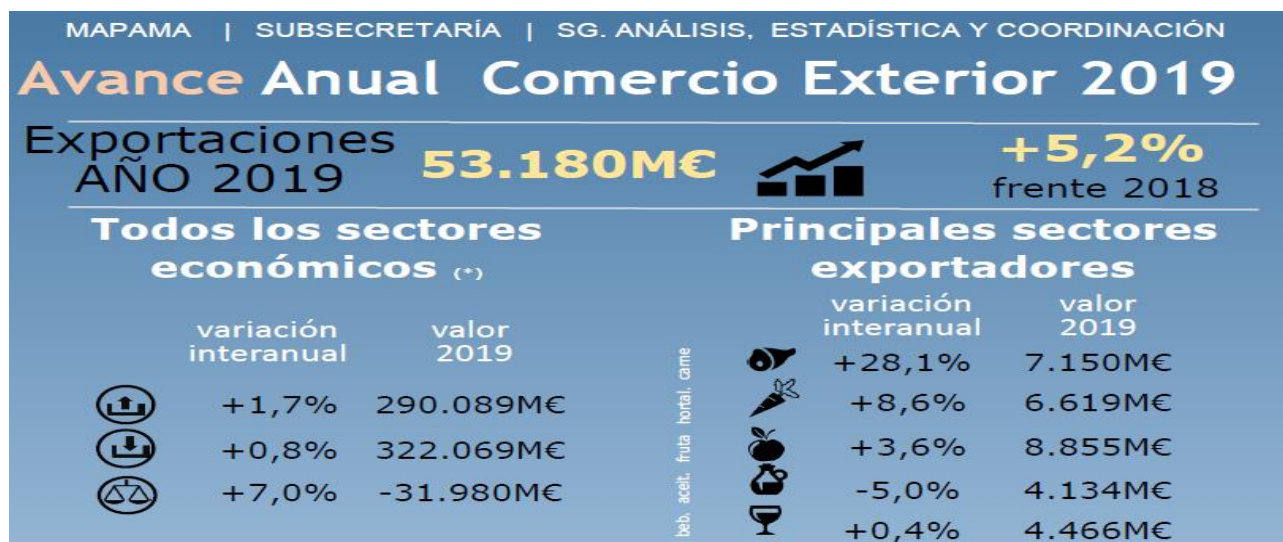 MAPAMA | SUBSECRETARÍA | SG. ANÁLISIS, ESTADÍSTICA Y COORDINACIÓN
Avance Anual Comercio Exterior 2019
Exportaciones
AÑO 2019
53.180M€
+5,2%
frente 2018
Todos los sectores
económicos (*)
variación
interanual
valor
2019
+1,7% 290.089M€
+0,8% 322.069M€
+7,0% -31.980M€
Principales sectores
exportadores
variación
interanual
valor
2019
carne +28,1% 7.150M€
hortal. +8,6% 6.619M€
fruta +3,6% 8.855M€
aceit. -5,0% 4.134M€
beb. +0,4% 4.466M€